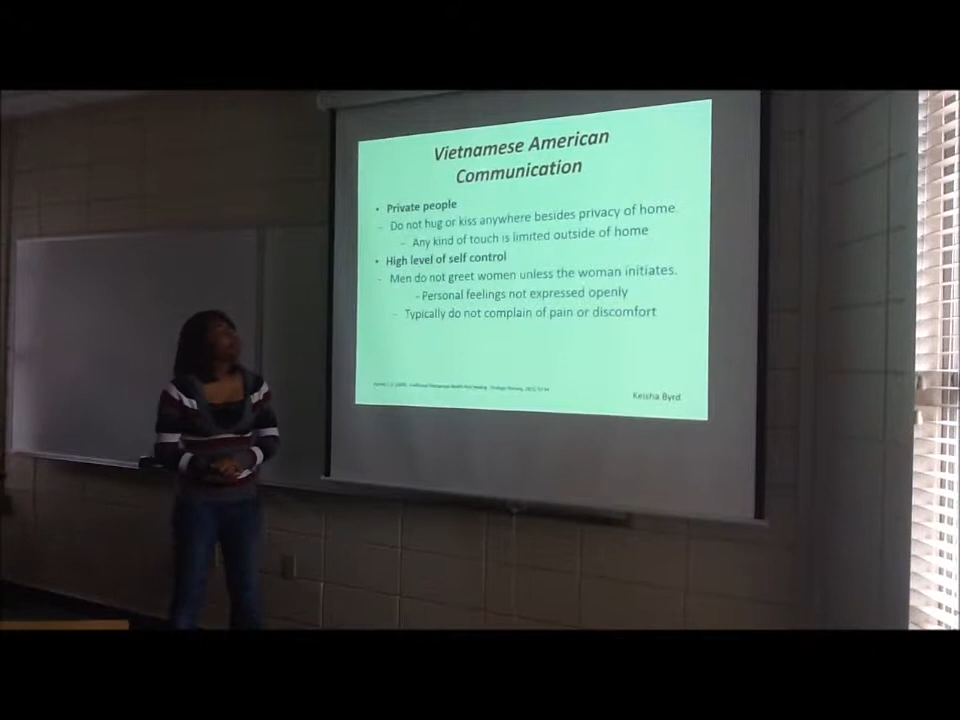 Vietnamese American
Communication
• Private people
- Do not hug or kiss anywhere besides privacy of home
- Any kind of touch is limited outside of home
• High level of self control
- Men do not greet women unless the woman initiates.
- Personal feelings not expressed openly
- Typically do not complain of pain or discomfort
Keisha Byrd